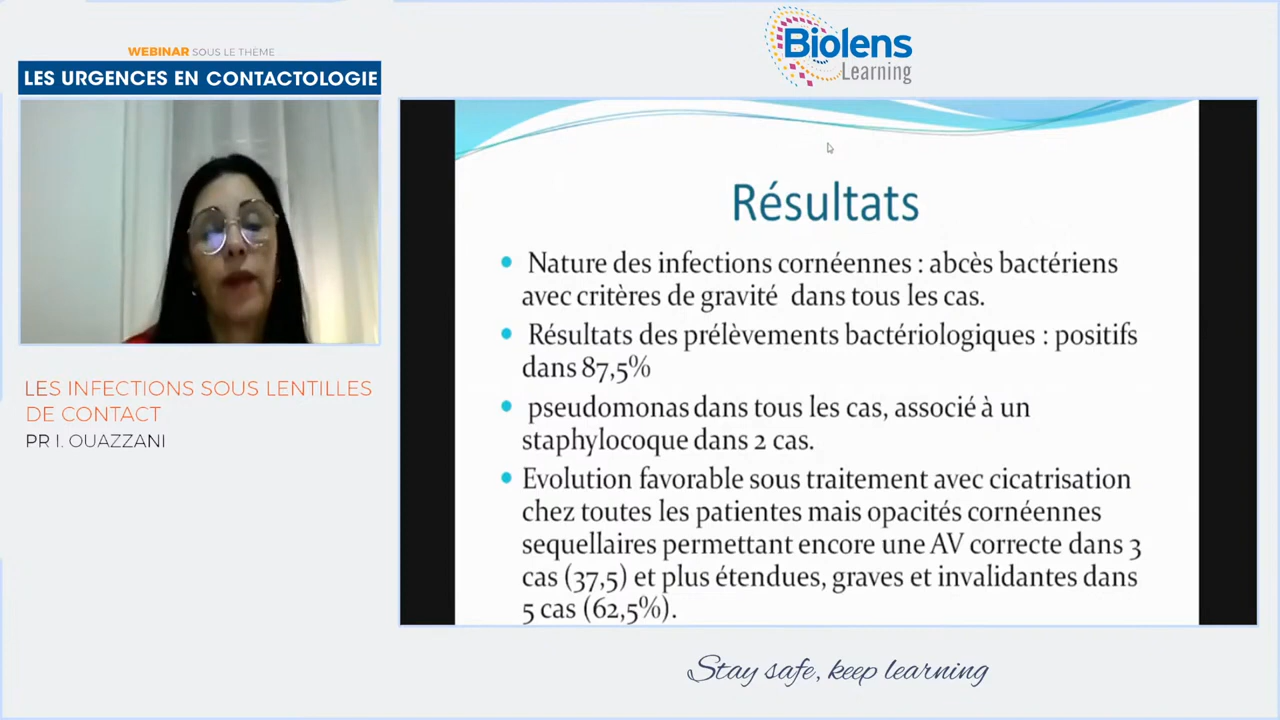 WEBINAR SOUS LE THÈME
LES URGENCES EN CONTACTOLOGIE
LES INFECTIONS SOUS LENTILLES
DE CONTACT
PR I. OUAZZANI
Biolens
Learning
Résultats
• Nature des infections cornéennes : abcès bactériens
avec critères de gravité dans tous les cas.
• Résultats des prélèvements bactériologiques : positifs
dans 87,5%
• pseudomonas dans tous les cas, associé à un
staphylocoque dans 2 cas.
• Evolution favorable sous traitement avec cicatrisation
chez toutes les patientes mais opacités cornéennes
sequellaires permettant encore une AV correcte dans 3
cas (37,5) et plus étendues, graves et invalidantes dans
5 cas (62,5%).
Stay safe, keep learning